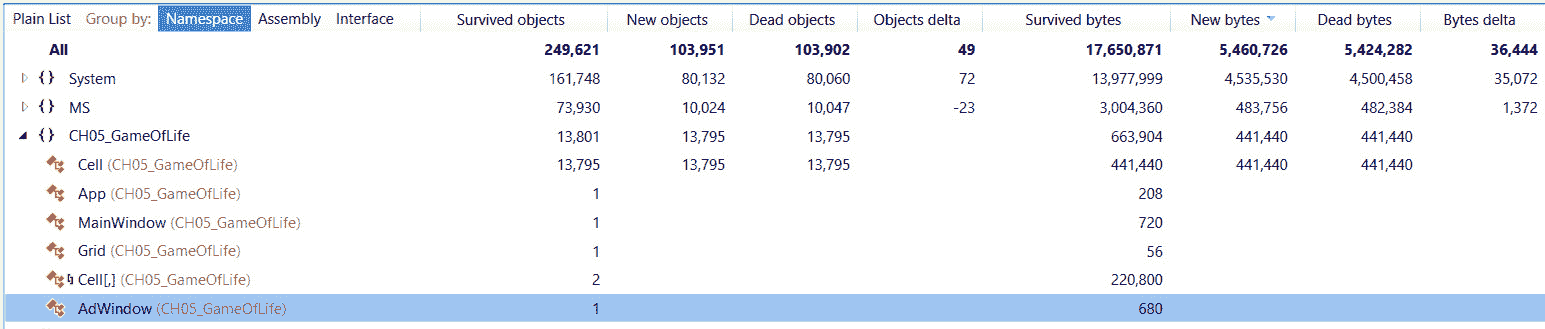 Plain List Group by: Namespace Assembly Interface Survived objects New objects Dead objects Objects delta Survived bytes New bytes Dead bytes Bytes delta
All 249,621 103,951 103,902 49 17,650,871 5,460,726 5,424,282 36,444
{} System 161,748 80,132 80,060 72 13,977,999 4,535,530 4,500,458 35,072
{} MS 73,930 10,024 10,047 -23 3,004,360 483,756 482,384 1,372
{} CH05_GameOfLife 13,801 13,795 13,795 663,904 441,440 441,440
Cell (CH05_GameOfLife) 13,795 13,795 13,795 441,440 441,440 441,440
App (CH05_GameOfLife) 1 208
MainWindow (CH05_GameOfLife) 1 720
Grid (CH05_GameOfLife) 1 56
Cell[,] (CH05_GameOfLife) 2 220,800
AdWindow (CH05_GameOfLife) 1 680